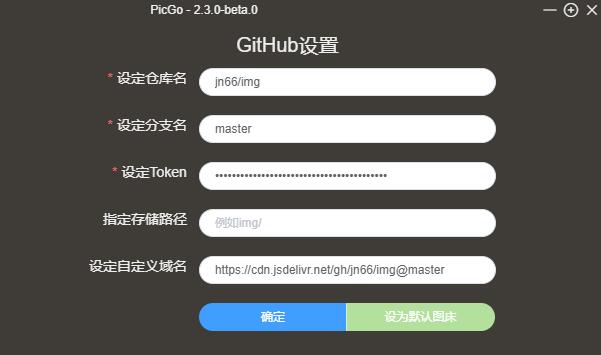 PicGo - 2.3.0-beta.0
GitHub设置
* 设定仓库名 jn66/img
* 设定分支名 master
* 设定Token ••••••••••••••••••••••••••••••••••••••••
指定存储路径 例如img/
设定自定义域名 https://cdn.jsdelivr.net/gh/jn66/img@master
确定 设为默认图床